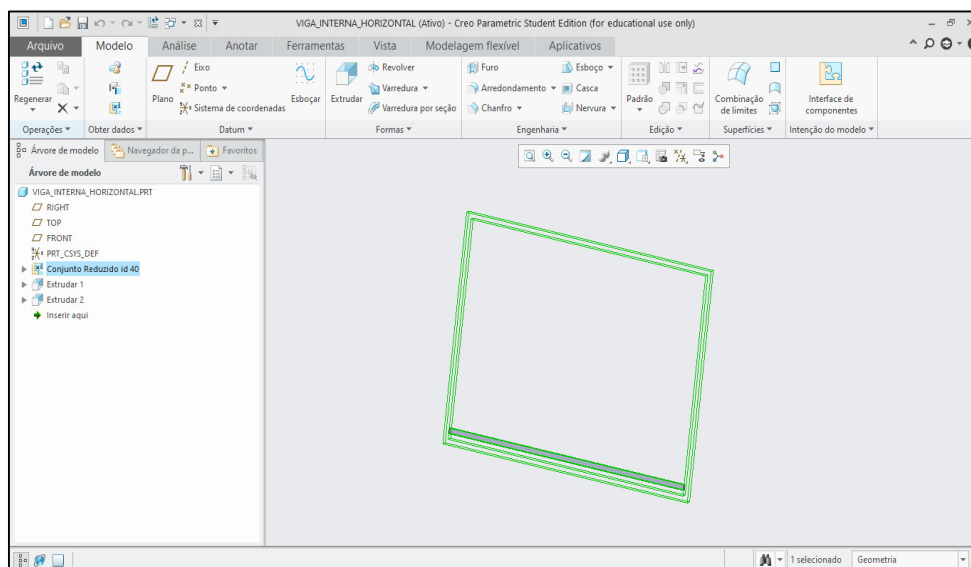 VIGA_INTERNA_HORIZONTAL (Ativo) - Creo Parametric Student Edition (for educational use only)
Arquivo Modelo Análise Anotar Ferramentas Vista Modelagem flexível Aplicativos
Regenerar
Plano
Eixo
Ponto
Sistema de coordenadas
Esboçar
Extrudar
Revolver
Varredura
Varredura por seção
Furo
Arredondamento
Chanfro
Esboço
Casca
Nervura
Padrão
Combinação de limites
Interface de componentes
Operações Obter dados Datum Formas Engenharia Edição Superfícies Intenção do modelo
Árvore de modelo Navegador da p... Favoritos
Árvore de modelo
VIGA_INTERNA_HORIZONTAL.PRT
RIGHT
TOP
FRONT
PRT_CSYS_DEF
Conjunto Reduzido id 40
Extrudar 1
Extrudar 2
Inserir aqui
1 selecionado Geometria